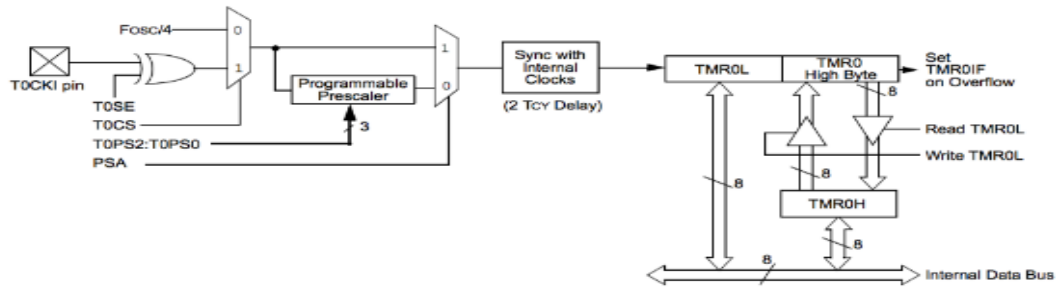 Fosc/4
0
1
T0CKI pin
T0SE
T0CS
T0PS2:T0PS0
PSA
Programmable
Prescaler
3
1
0
Sync with
Internal
Clocks
(2 TCY Delay)
TMR0L
TMR0
High Byte
Set
TMR0IF
on Overflow
8
Read TMR0L
Write TMR0L
8
8
TMR0H
8
8
Internal Data Bus